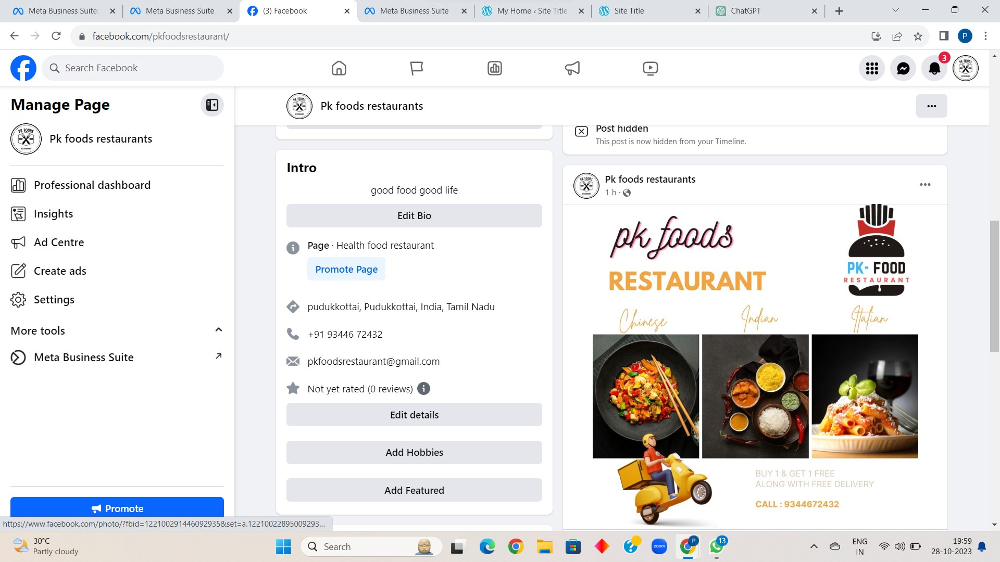 Meta Business Suite:
Meta Business Suite
(3) Facebook
Meta Business Suite
My Home ‹ Site Title
Site Title
ChatGPT
facebook.com/pkfoodsrestaurant/
P
Search Facebook
3
Manage Page
Pk foods restaurants
Professional dashboard
Insights
Ad Centre
Create ads
Settings
More tools
Meta Business Suite
Promote
Pk foods restaurants
Intro
good food good life
Edit Bio
Page · Health food restaurant
Promote Page
pudukkottai, Pudukkottai, India, Tamil Nadu
+91 93446 72432
pkfoodsrestaurant@gmail.com
Not yet rated (0 reviews)
Edit details
Add Hobbies
Add Featured
Post hidden
This post is now hidden from your Timeline.
Pk foods restaurants
1 h ·
pk foods
RESTAURANT
PK- FOOD
RESTAURANT
Chinese
Indian
Italian
BUY 1 & GET 1 FREE
ALONG WITH FREE DELIVERY
CALL : 9344672432
https://www.facebook.com/photo/?fbid=122100291446092935&set=a.12210022895009293...
30°C
Partly cloudy
Search
zoom
P
13
ENG
IN
19:59
28-10-2023